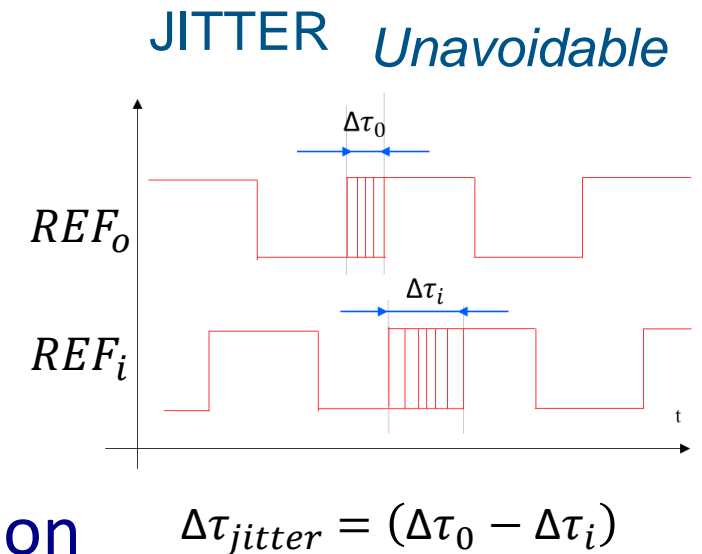 JITTER Unavoidable
Δτ₀
REFₒ
Δτᵢ
REFᵢ
t
on Δτⱼᵢₜₜₑᵣ = (Δτ₀ − Δτᵢ)